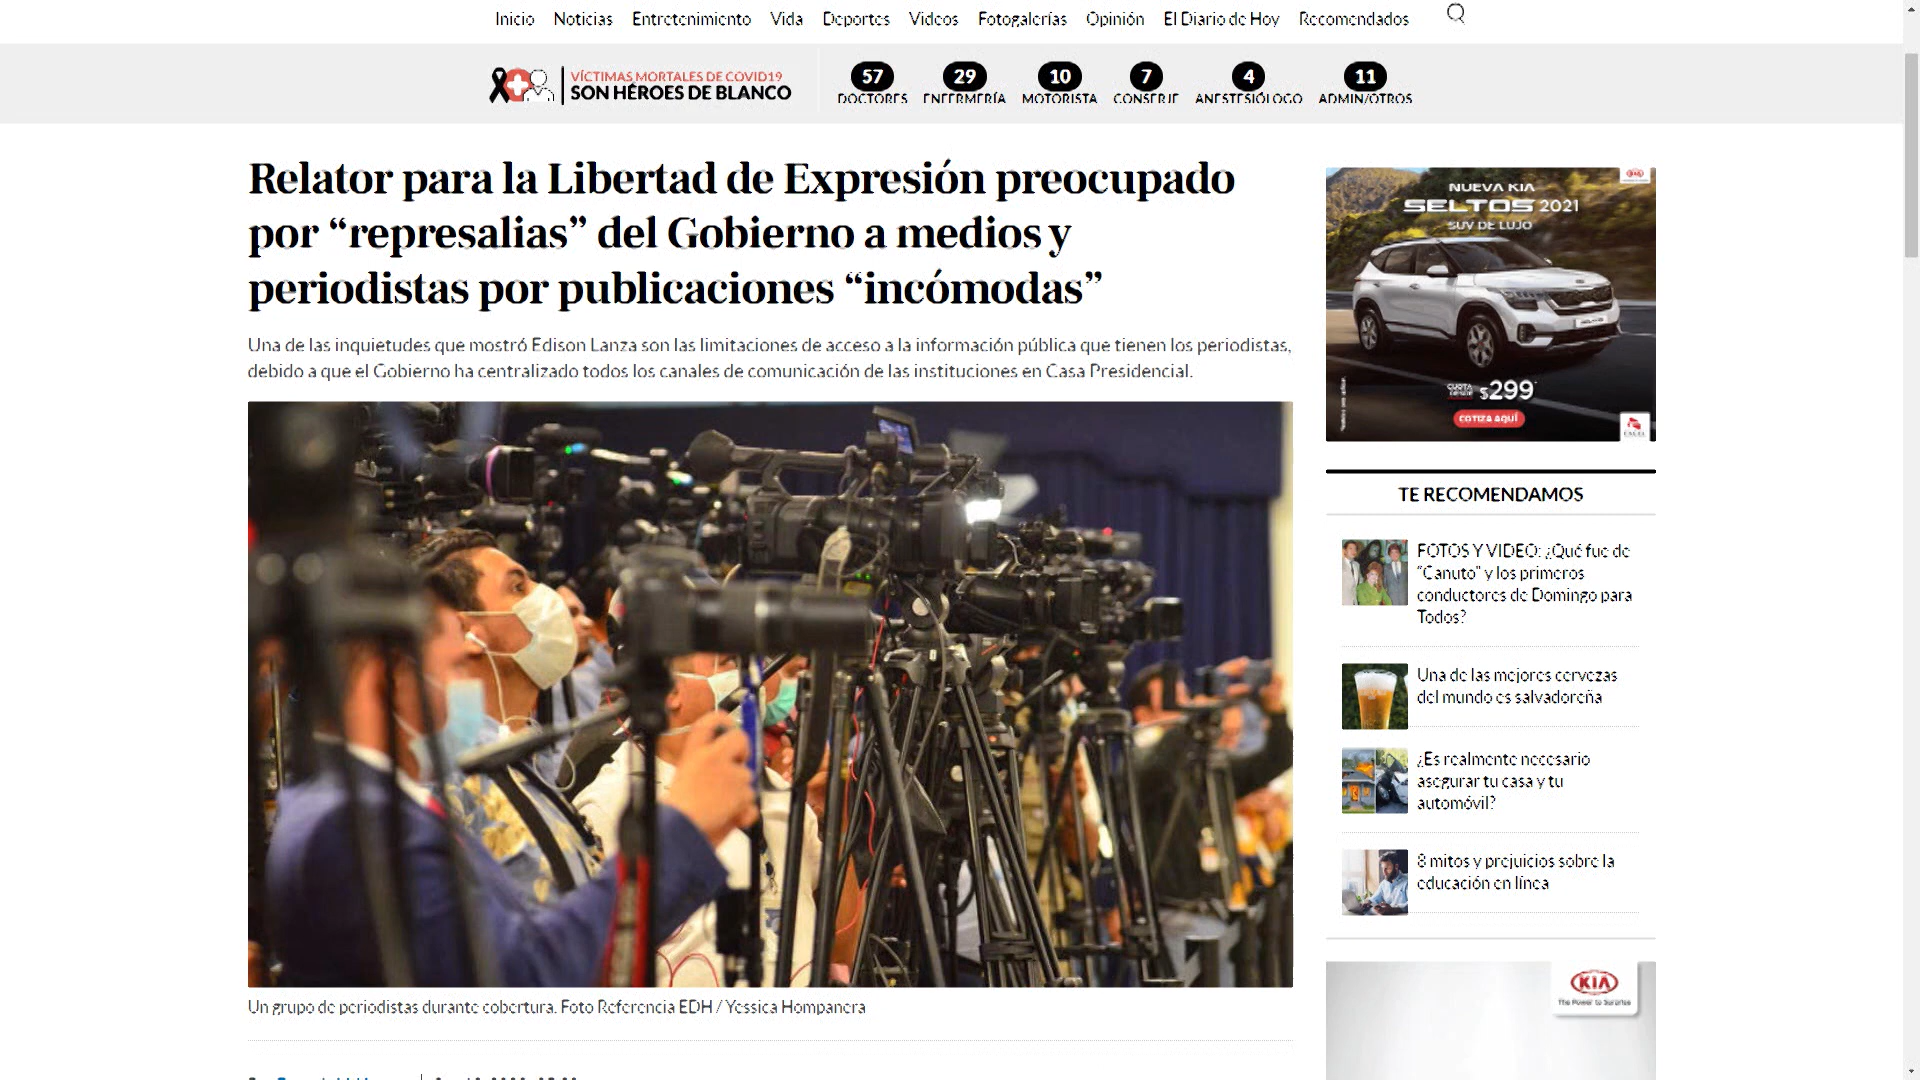 Inicio Noticias Entretenimiento Vida Deportes Videos Fotogalerías Opinión El Diario de Hoy Recomendados
VÍCTIMAS MORTALES DE COVID19
SON HÉROES DE BLANCO
57 29 10 7 4 11
DOCTORES ENFERMERÍA MOTORISTA CONSERJE ANESTESIÓLOGO ADMIN/OTROS
Relator para la Libertad de Expresión preocupado
por “represalias” del Gobierno a medios y
periodistas por publicaciones “incómodas”
Una de las inquietudes que mostró Edison Lanza son las limitaciones de acceso a la información pública que tienen los periodistas,
debido a que el Gobierno ha centralizado todos los canales de comunicación de las instituciones en Casa Presidencial.
Un grupo de periodistas durante cobertura. Foto Referencia EDH / Yessica Hompanera
KIA
NUEVA KIA
SELTOS 2021
SUV DE LUJO
CUOTA
DESDE $299
COTIZA AQUÍ
TE RECOMENDAMOS
FOTOS Y VIDEO: ¿Qué fue de
“Canuto” y los primeros
conductores de Domingo para
Todos?
Una de las mejores cervezas
del mundo es salvadoreña
¿Es realmente necesario
asegurar tu casa y tu
automóvil?
8 mitos y prejuicios sobre la
educación en línea
KIA
The Power to Surprise